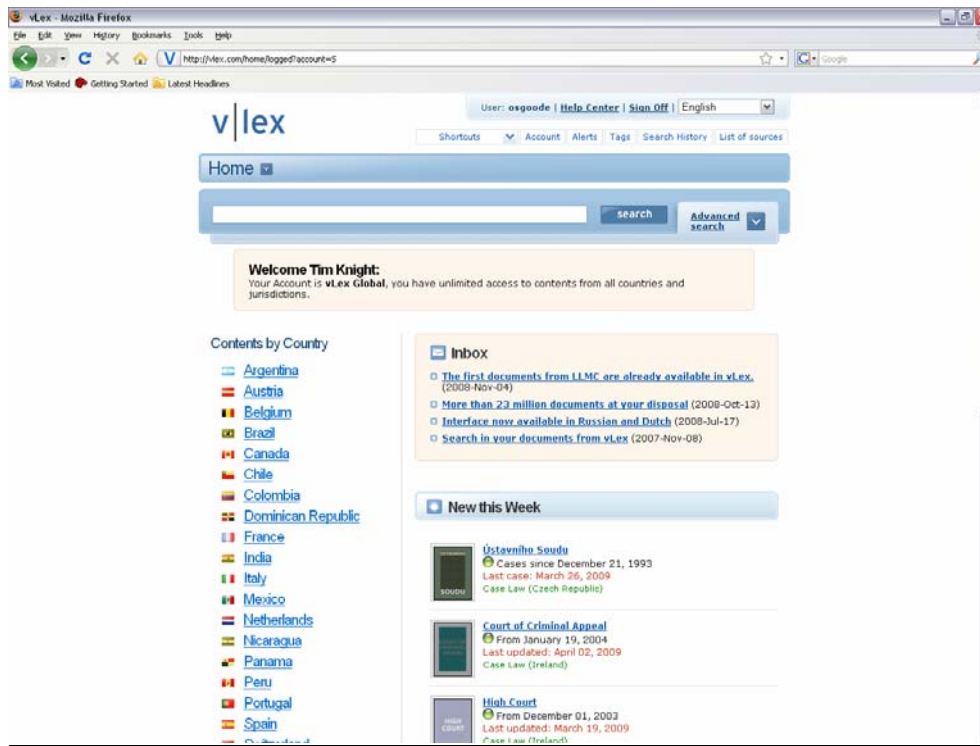 vLex - Mozilla Firefox
File Edit View History Bookmarks Tools Help
http://vlex.com/home/logged?account=5
Google
Most Visited Getting Started Latest Headlines
v|lex
User: osgoode | Help Center | Sign Off | English
Shortcuts Account Alerts Tags Search History List of sources
Home
search
Advanced search
Welcome Tim Knight:
Your Account is vLex Global, you have unlimited access to contents from all countries and
jurisdictions.
Contents by Country
Argentina
Austria
Belgium
Brazil
Canada
Chile
Colombia
Dominican Republic
France
India
Italy
Mexico
Netherlands
Nicaragua
Panama
Peru
Portugal
Spain
Switzerland
Inbox
The first documents from LLMC are already available in vLex.
(2008-Nov-04)
More than 23 million documents at your disposal (2008-Oct-13)
Interface now available in Russian and Dutch (2008-Jul-17)
Search in your documents from vLex (2007-Nov-08)
New this Week
SOUDU
Ústavního Soudu
Cases since December 21, 1993
Last case: March 26, 2009
Case Law (Czech Republic)
Court of Criminal Appeal
From January 19, 2004
Last updated: April 02, 2009
Case Law (Ireland)
HIGH
COURT
High Court
From December 01, 2003
Last updated: March 19, 2009
Case Law (Ireland)